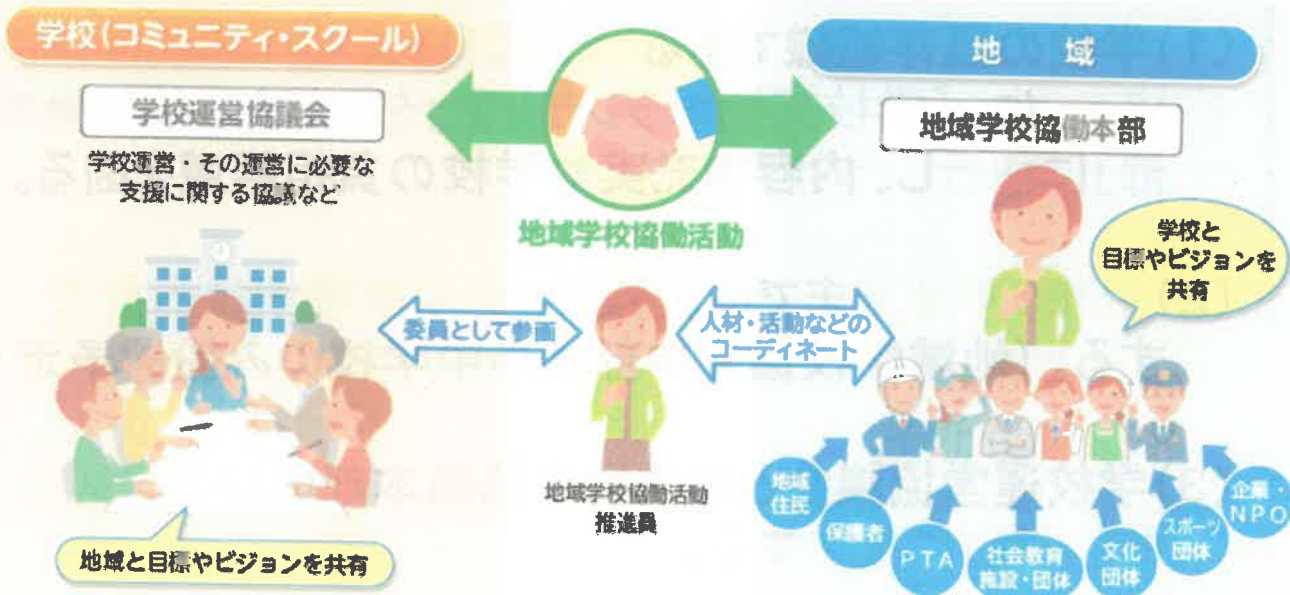 学校(コミュニティ・スクール)
学校運営協議会
学校運営・その運営に必要な
支援に関する協議など
地域と目標やビジョンを共有
地域学校協働活動
委員として参画
人材・活動などの
コーディネート
地域学校協働活動
推進員
地域
地域学校協働本部
学校と
目標やビジョンを
共有
地域
住民
保護者
PTA
社会教育
施設・団体
文化
団体
スポーツ
団体
企業・
NPO